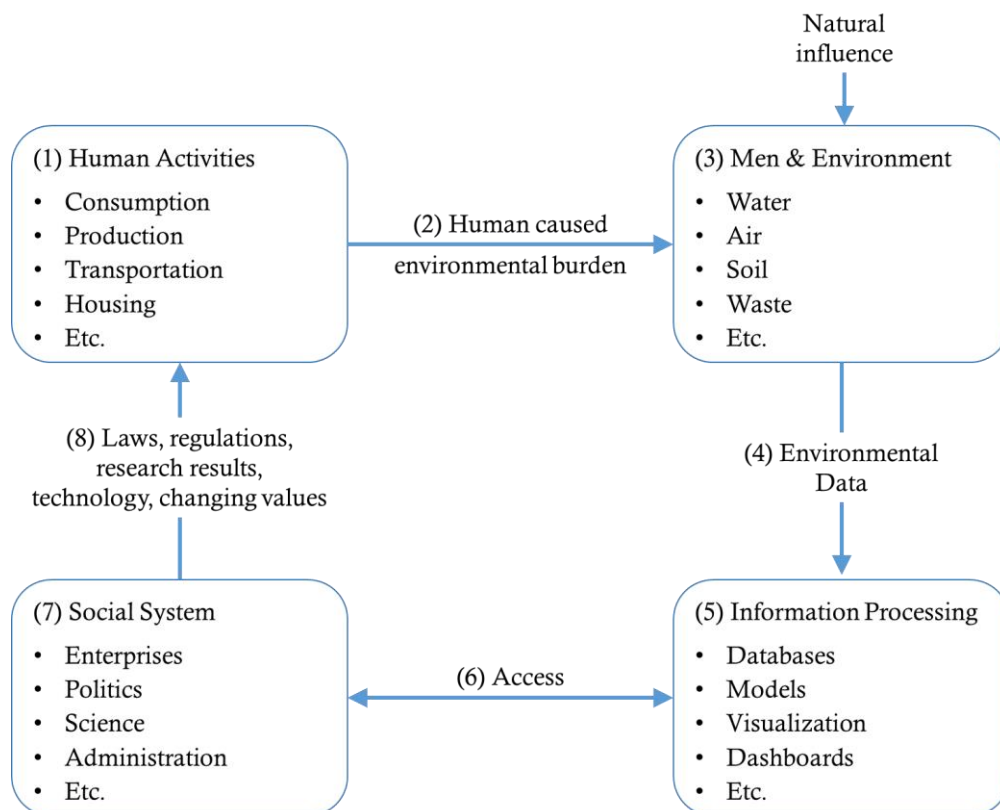 Natural
influence
(1) Human Activities
• Consumption
• Production
• Transportation
• Housing
• Etc.
(2) Human caused
environmental burden
(3) Men & Environment
• Water
• Air
• Soil
• Waste
• Etc.
(8) Laws, regulations,
research results,
technology, changing values
(4) Environmental
Data
(7) Social System
• Enterprises
• Politics
• Science
• Administration
• Etc.
(6) Access
(5) Information Processing
• Databases
• Models
• Visualization
• Dashboards
• Etc.